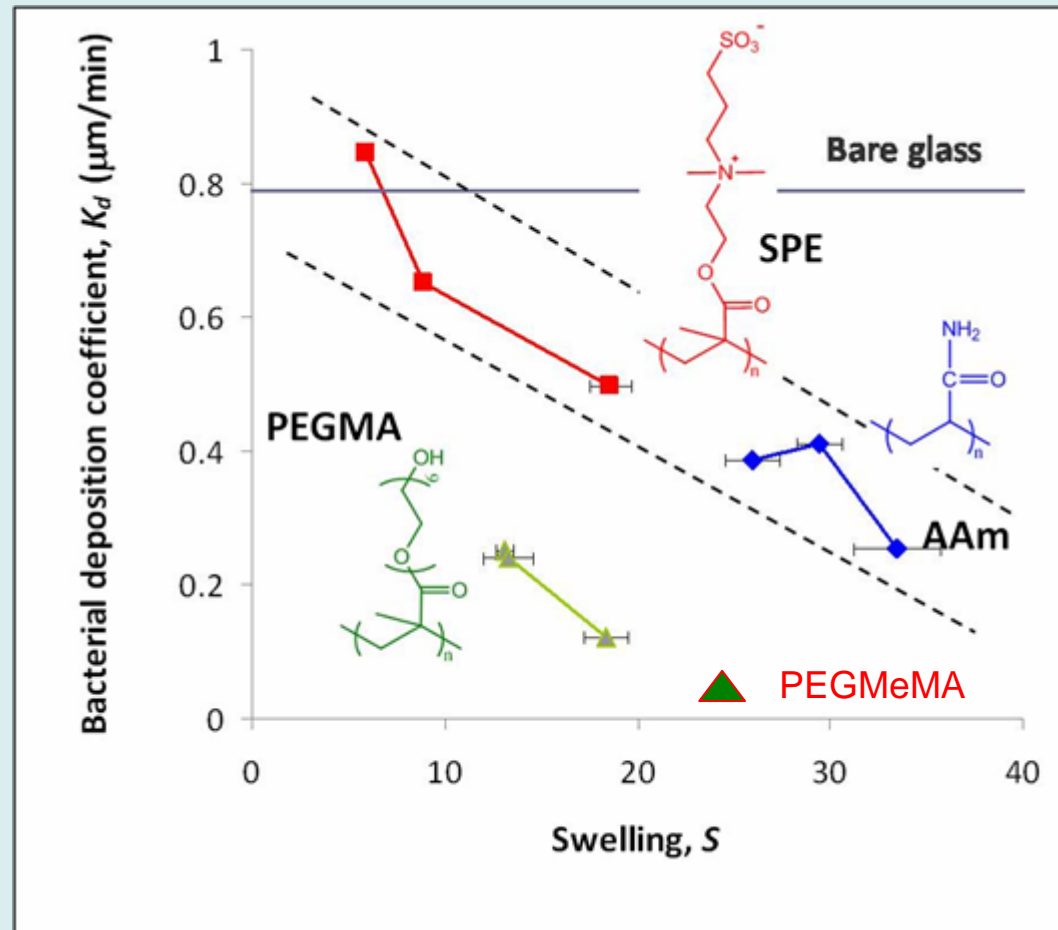 Bacterial deposition coefficient, K_d (μm/min)
1
0.8
0.6
0.4
0.2
0
0
10
20
30
40
Swelling, S
Bare glass
SO₃⁻
N⁺
SPE
O
O
n
NH₂
C=O
n
AAm
PEGMA
OH
6
O
O
n
PEGMeMA